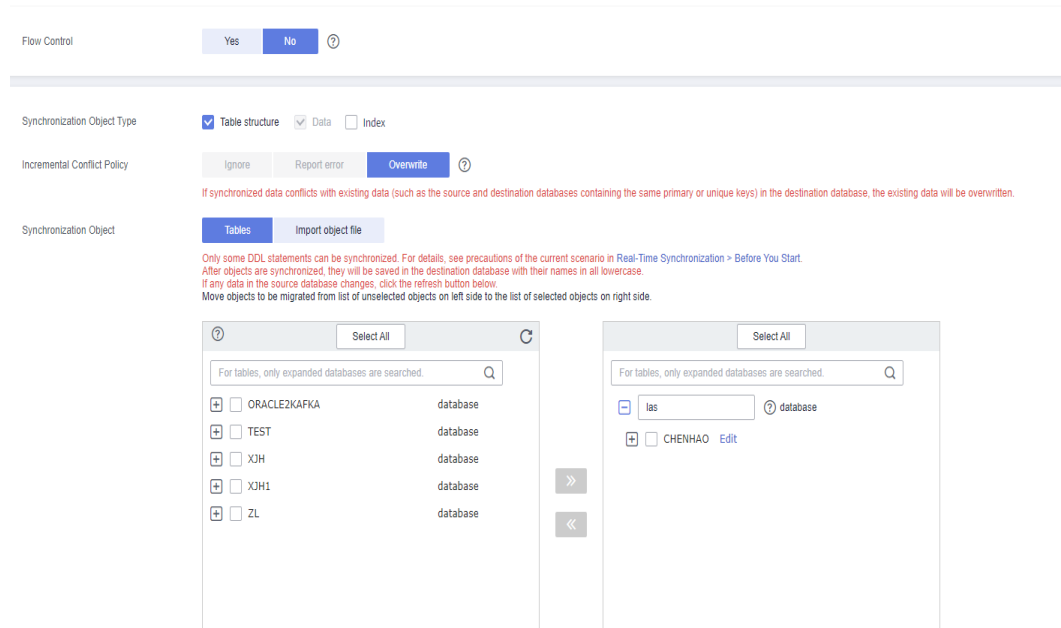 Flow Control Yes No ?
Synchronization Object Type Table structure Data Index
Incremental Conflict Policy Ignore Report error Overwrite ?
If synchronized data conflicts with existing data (such as the source and destination databases containing the same primary or unique keys) in the destination database, the existing data will be overwritten.
Synchronization Object Tables Import object file
Only some DDL statements can be synchronized. For details, see precautions of the current scenario in Real-Time Synchronization > Before You Start.
After objects are synchronized, they will be saved in the destination database with their names in all lowercase.
If any data in the source database changes, click the refresh button below.
Move objects to be migrated from list of unselected objects on left side to the list of selected objects on right side.
? Select All
For tables, only expanded databases are searched.
ORACLE2KAFKA database
TEST database
XJH database
XJH1 database
ZL database
Select All
For tables, only expanded databases are searched.
las ? database
CHENHAO Edit